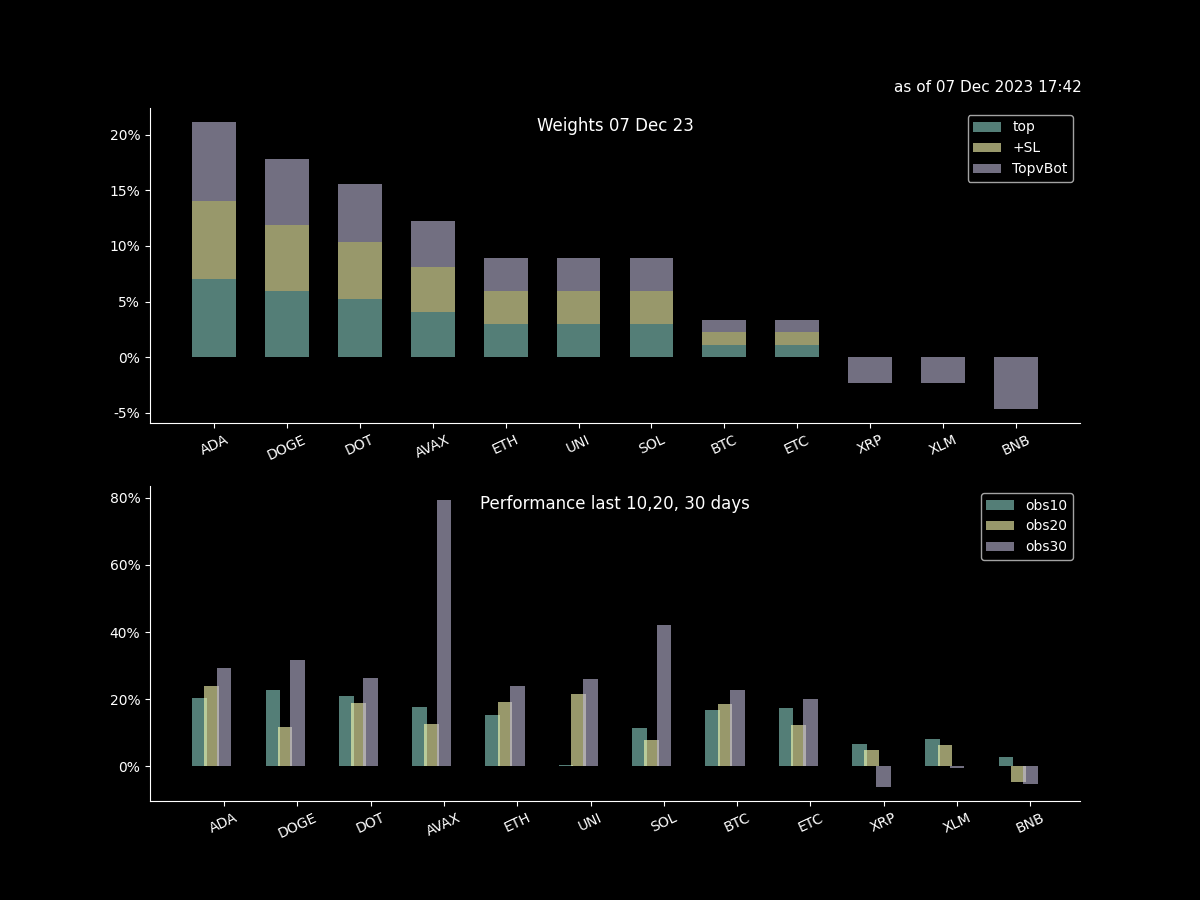 as of 07 Dec 2023 17:42
Weights 07 Dec 23
top
+SL
TopvBot
20%
15%
10%
5%
0%
-5%
ADA DOGE DOT AVAX ETH UNI SOL BTC ETC XRP XLM BNB
Performance last 10,20, 30 days
obs10
obs20
obs30
80%
60%
40%
20%
0%
ADA DOGE DOT AVAX ETH UNI SOL BTC ETC XRP XLM BNB